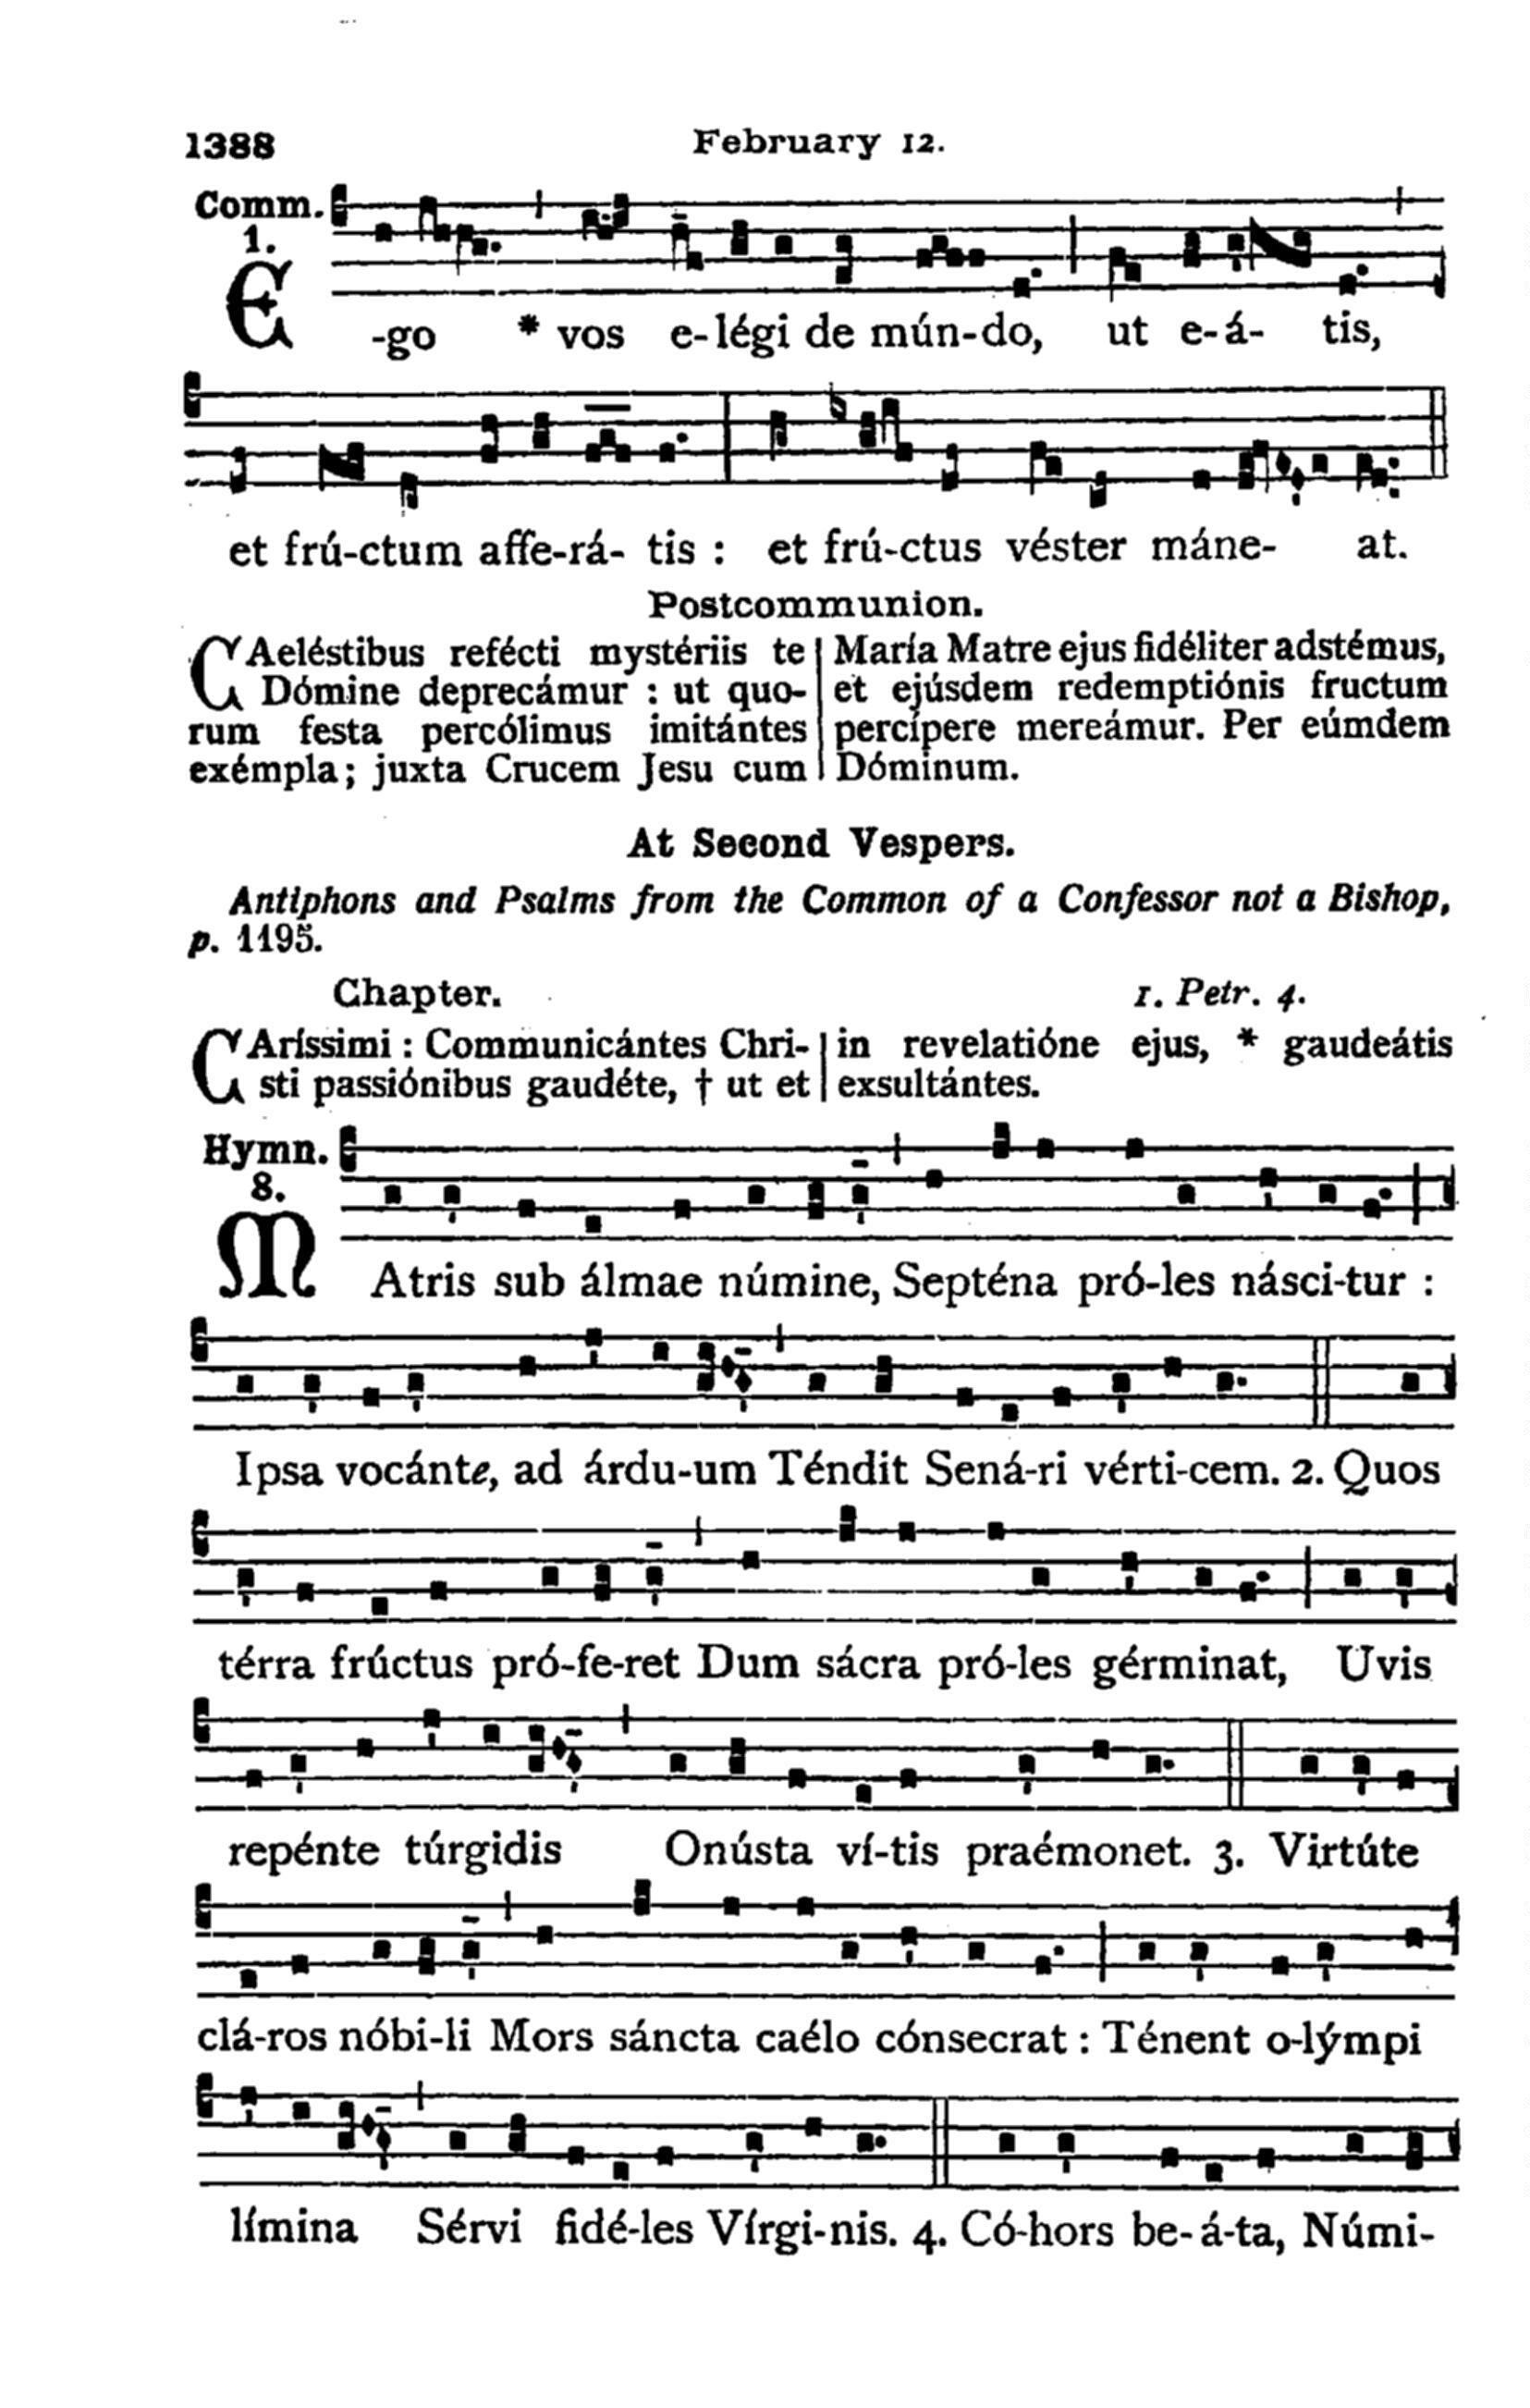 1388
February 12.
Comm.
1.
E-go * vos e-légi de mún-do, ut e-á- tis,
et frú-ctum affe-rá- tis : et frú-ctus véster máne- at.
Postcommunion.
CAeléstibus refécti mystériis te
Dómine deprecámur : ut quo-
rum festa percólimus imitántes
exémpla; juxta Crucem Jesu cum
María Matre ejus fidéliter adstémus,
et ejúsdem redemptiónis fructum
percípere mereámur. Per eúmdem
Dóminum.
At Second Vespers.
Antiphons and Psalms from the Common of a Confessor not a Bishop,
p. 1195.
Chapter. 1. Petr. 4.
CAríssimi : Communicántes Chri-
sti passiónibus gaudéte, † ut et
in revelatióne ejus, * gaudeátis
exsultántes.
Hymn.
8.
MAtris sub álmae númine, Septéna pró-les násci-tur :
Ipsa vocánte, ad árdu-um Téndit Sená-ri vérti-cem. 2. Quos
térra frúctus pró-fe-ret Dum sácra pró-les gérminat, Uvis
repénte túrgidis Onústa ví-tis praémonet. 3. Virtúte
clá-ros nóbi-li Mors sáncta caélo cónsecrat : Ténent o-lýmpi
límina Sérvi fidé-les Vírgi-nis. 4. Có-hors be-á-ta, Númi-